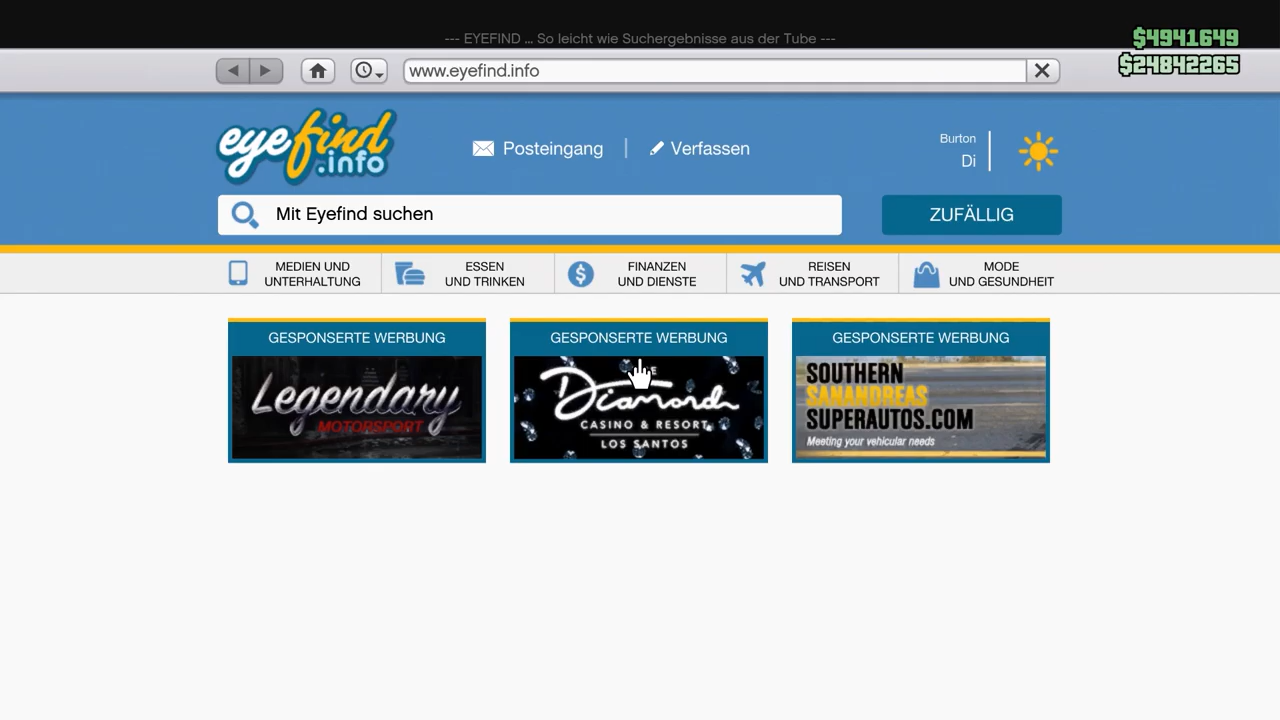 --- EYEFIND ... So leicht wie Suchergebnisse aus der Tube ---
$4941649
$24842265
www.eyefind.info
eyefind
.info
Posteingang
Verfassen
Burton
Di
Mit Eyefind suchen
ZUFÄLLIG
MEDIEN UND
UNTERHALTUNG
ESSEN
UND TRINKEN
FINANZEN
UND DIENSTE
REISEN
UND TRANSPORT
MODE
UND GESUNDHEIT
GESPONSERTE WERBUNG
Legendary
MOTORSPORT
GESPONSERTE WERBUNG
Diamond
CASINO & RESORT
LOS SANTOS
GESPONSERTE WERBUNG
SOUTHERN
SANANDREAS
SUPERAUTOS.COM
Meeting your vehicular needs